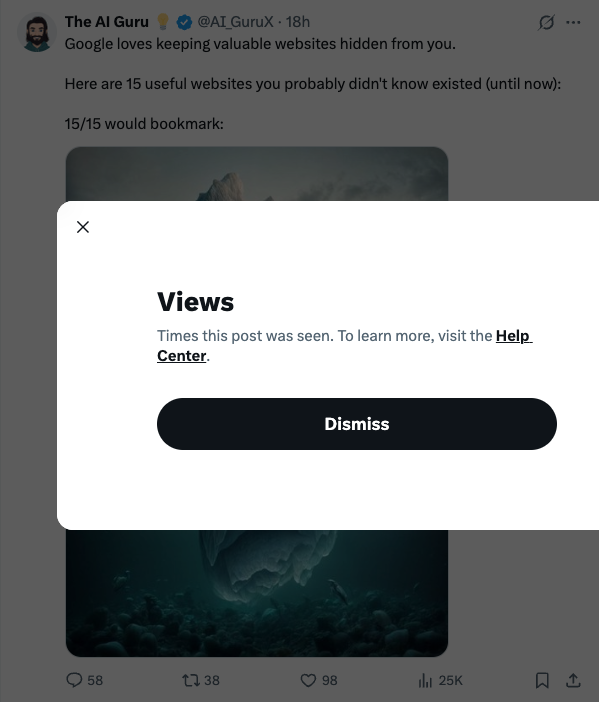 The AI Guru 💡 @AI_GuruX · 18h
Google loves keeping valuable websites hidden from you.
Here are 15 useful websites you probably didn't know existed (until now):
15/15 would bookmark:
Views
Times this post was seen. To learn more, visit the Help
Center.
Dismiss
58 38 98 25K